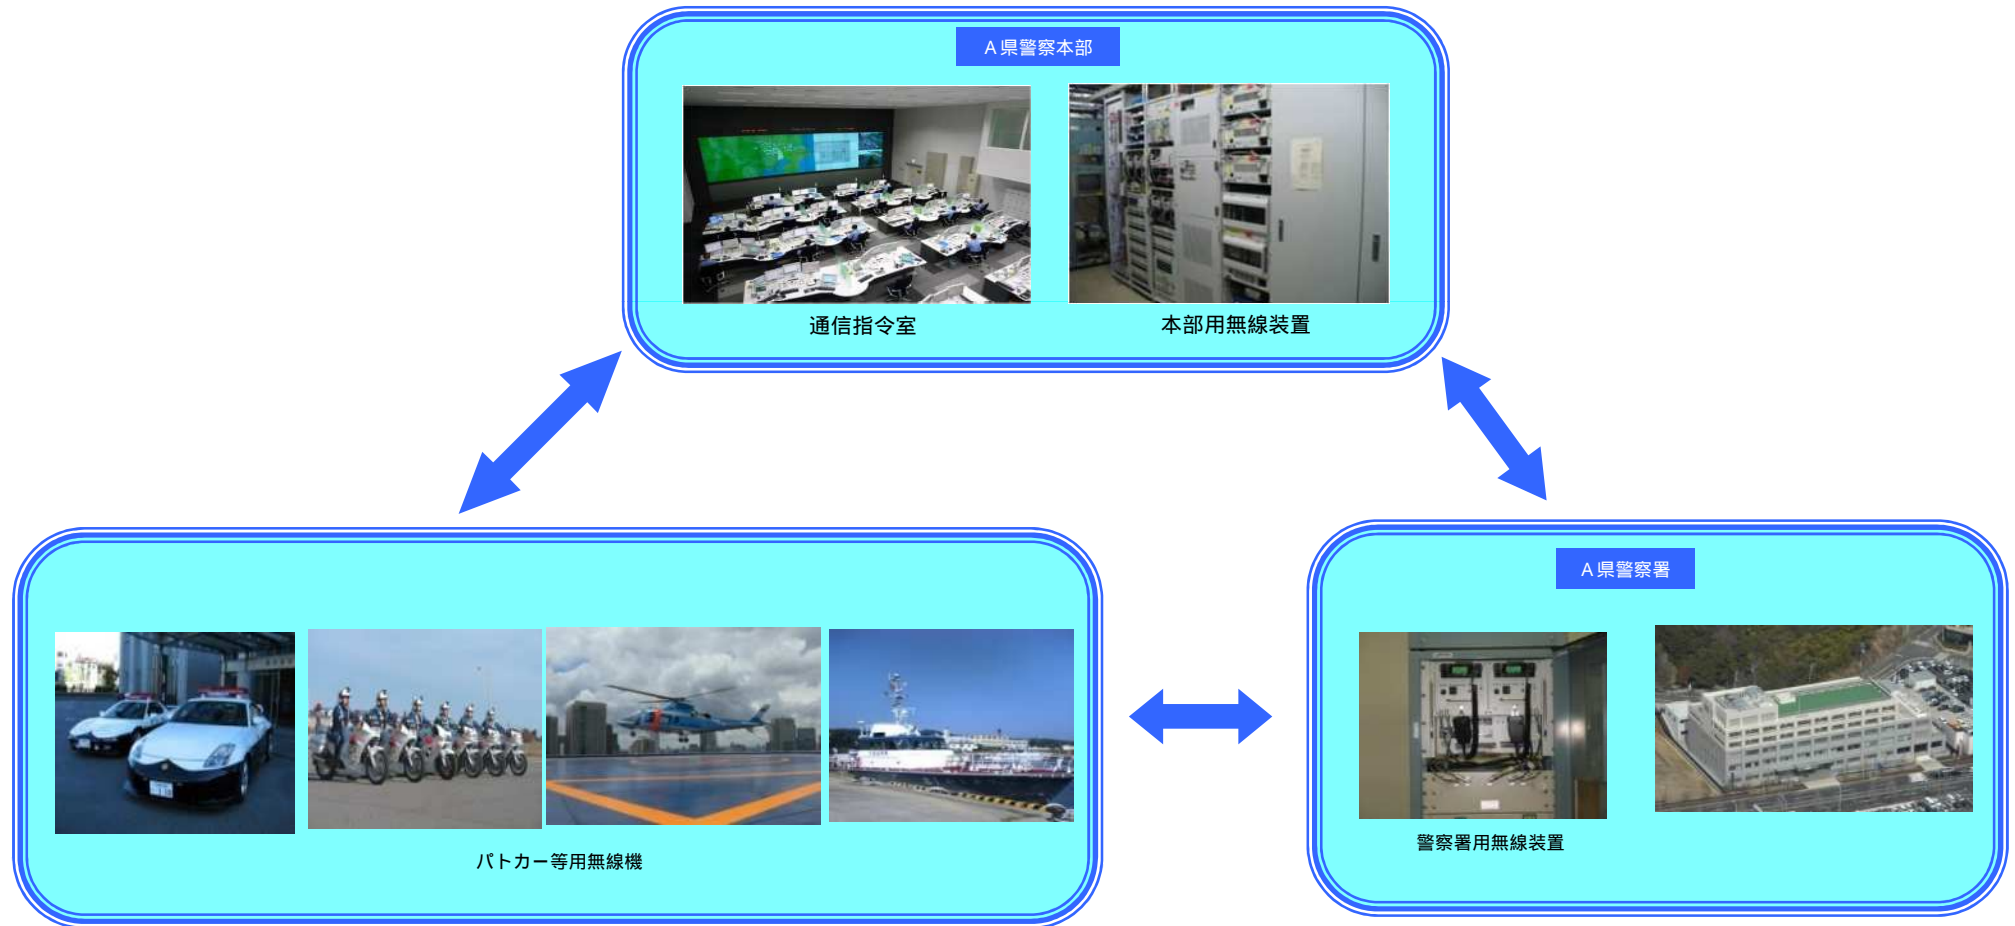 A県警察本部
通信指令室
本部用無線装置
A県警察署
警察署用無線装置
パトカー等用無線機